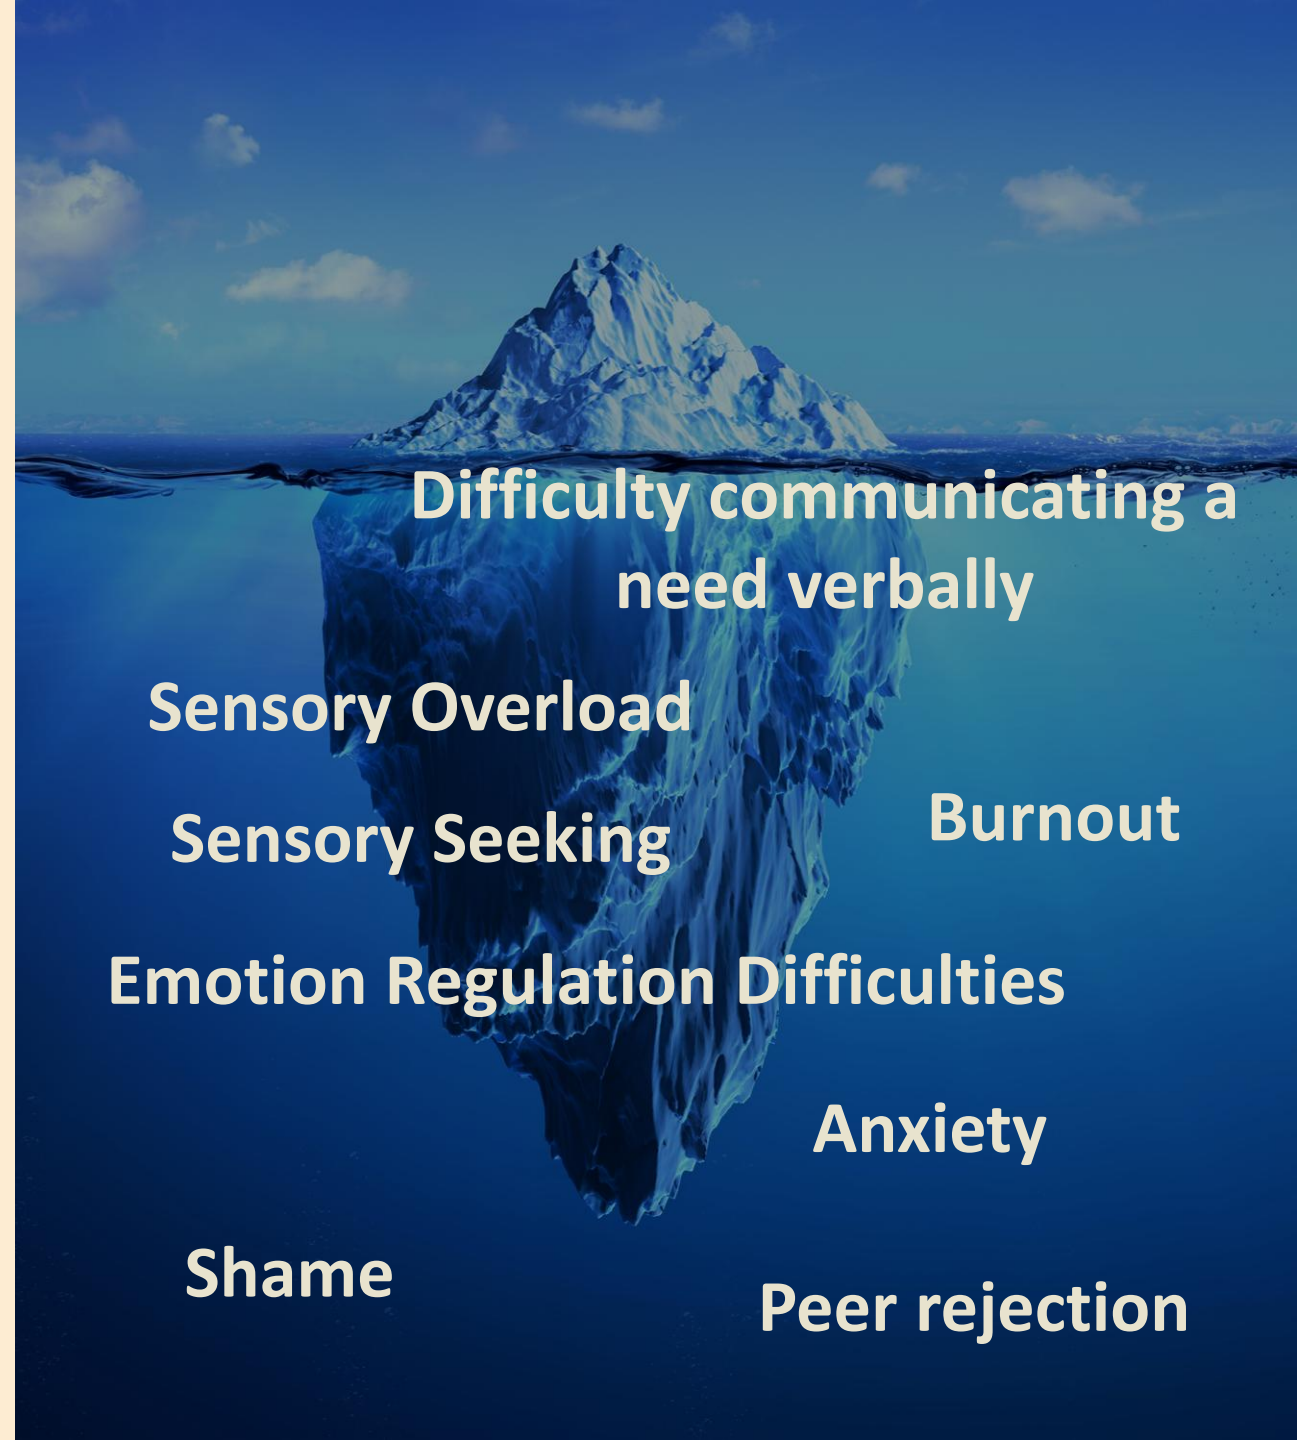 Difficulty communicating a
need verbally
Sensory Overload
Burnout
Sensory Seeking
Emotion Regulation Difficulties
Anxiety
Shame
Peer rejection